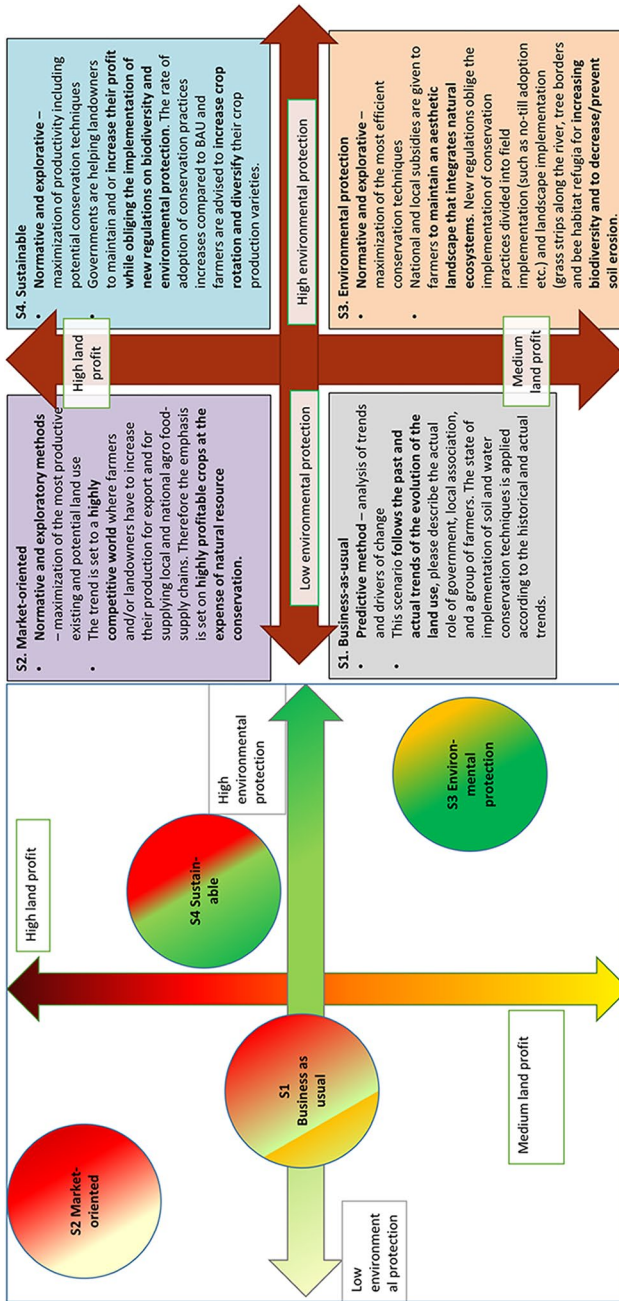 High land profit
S2 Market-
oriented
S4 Sustain-
able
High
environmental
protection
S1
Business as
usual
Low
environment
al protection
S3 Environ-
mental
protection
Medium land profit
S2. Market-oriented
• Normative and exploratory methods
– maximization of the most productive
existing and potential land use
• The trend is set to a highly
competitive world where farmers
and/or landowners have to increase
their production for export and for
supplying local and national agro food-
supply chains. Therefore the emphasis
is set on highly profitable crops at the
expense of natural resource
conservation.
High land
profit
S4. Sustainable
• Normative and explorative –
maximization of productivity including
potential conservation techniques
• Governments are helping landowners
to maintain and or increase their profit
while obliging the implementation of
new regulations on biodiversity and
environmental protection. The rate of
adoption of conservation practices
increases compared to BAU and
farmers are advised to increase crop
rotation and diversify their crop
production varieties.
Low environmental protection
High environmental protection
S1. Business-as-usual
• Predictive method – analysis of trends
and drivers of change
• This scenario follows the past and
actual trends of the evolution of the
land use, please describe the actual
role of government, local association,
and a group of farmers. The state of
implementation of soil and water
conservation techniques is applied
according to the historical and actual
trends.
Medium
land profit
S3. Environmental protection
• Normative and explorative –
maximization of the most efficient
conservation techniques
• National and local subsidies are given to
farmers to maintain an aesthetic
landscape that integrates natural
ecosystems. New regulations oblige the
implementation of conservation
practices divided into field
implementation (such as no-till adoption
etc.) and landscape implementation
(grass strips along the river, tree borders
and bee habitat refugia for increasing
biodiversity and to decrease/prevent
soil erosion.